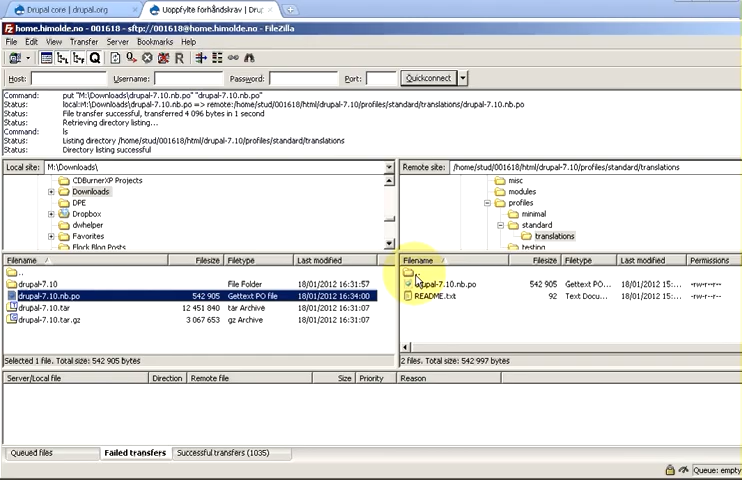 Drupal core | drupal.org
Uoppfylte forhåndskrav | Drup
home.himolde.no - 001618 - sftp://001618@home.himolde.no - FileZilla
File Edit View Transfer Server Bookmarks Help
Host: Username: Password: Port: Quickconnect
Command: put "M:\Downloads\drupal-7.10.nb.po" "drupal-7.10.nb.po"
Status: local:M:\Downloads\drupal-7.10.nb.po => remote:/home/stud/001618/html/drupal-7.10/profiles/standard/translations/drupal-7.10.nb.po
Status: File transfer successful, transferred 4 096 bytes in 1 second
Status: Retrieving directory listing...
Command: ls
Status: Listing directory /home/stud/001618/html/drupal-7.10/profiles/standard/translations
Status: Directory listing successful
Local site: M:\Downloads\
Remote site: /home/stud/001618/html/drupal-7.10/profiles/standard/translations
CDBurnerXP Projects
Downloads
DPE
Dropbox
dwhelper
Favorites
Flock Blog Posts
misc
modules
profiles
minimal
standard
translations
testing
Filename Filesize Filetype Last modified
..
drupal-7.10 File Folder 18/01/2012 16:31:57
drupal-7.10.nb.po 542 905 Gettext PO file 18/01/2012 16:34:00
drupal-7.10.tar 12 451 840 tar Archive 18/01/2012 16:31:39
drupal-7.10.tar.gz 3 067 653 gz Archive 18/01/2012 16:31:07
Selected 1 file. Total size: 542 905 bytes
Filename Filesize Filetype Last modified Permissions
..
drupal-7.10.nb.po 542 905 Gettext PO... 18/01/2012 15:... -rw-r--r--
README.txt 92 Text Docu... 18/01/2012 15:... -rw-r--r--
2 files. Total size: 542 997 bytes
Server/Local file Direction Remote file Size Priority Reason
Queued files Failed transfers Successful transfers (1035)
Queue: empty